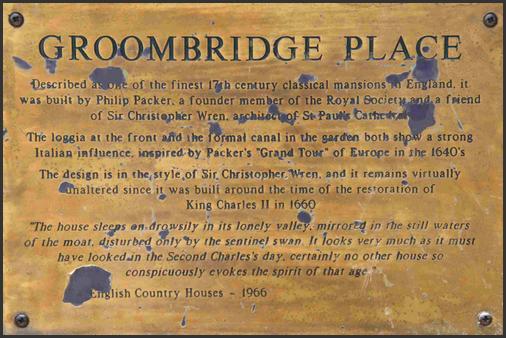 GROOMBRIDGE PLACE
Described as one of the finest 17th century classical mansions in England, it
was built by Philip Packer, a founder member of the Royal Society and a friend
of Sir Christopher Wren, architect of St Paul's Cathedral
The loggia at the front and the formal canal in the garden both show a strong
Italian influence, inspired by Packer's "Grand Tour" of Europe in the 1640's
The design is in the style of Sir Christopher Wren, and it remains virtually
unaltered since it was built around the time of the restoration of
King Charles II in 1660
"The house sleeps on drowsily in its lonely valley, mirrored in the still waters
of the moat, disturbed only by the sentinel swan. It looks very much as it must
have looked in the Second Charles's day, certainly no other house so
conspicuously evokes the spirit of that age
English Country Houses - 1966